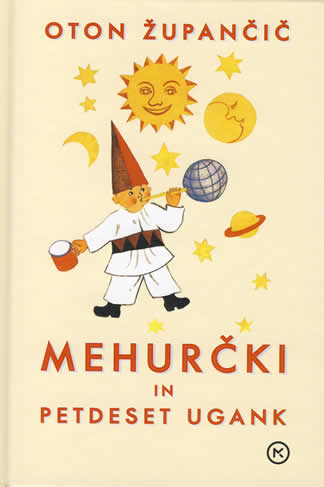 OTON ŽUPANČIČ
MEHURČKI
IN
PETDESET UGANK